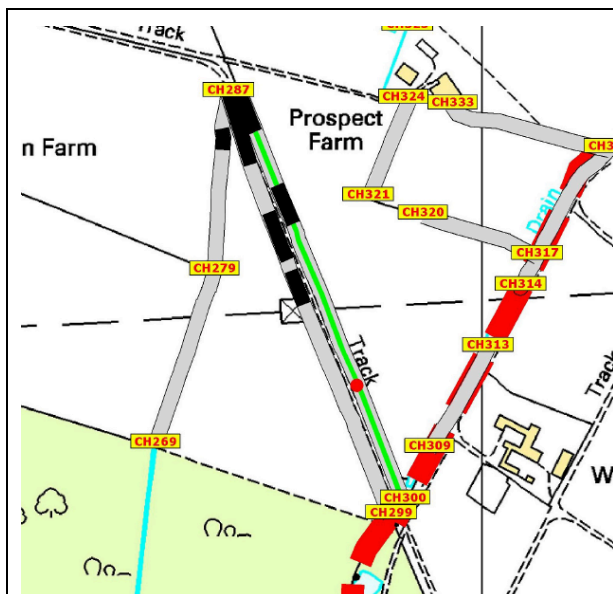 Track
CH287
CH324
CH333
Prospect
Farm
n Farm
CH321
CH320
Drain
CH317
CH279
CH314
CH313
Track
Track
CH269
CH309
W
CH300
CH299